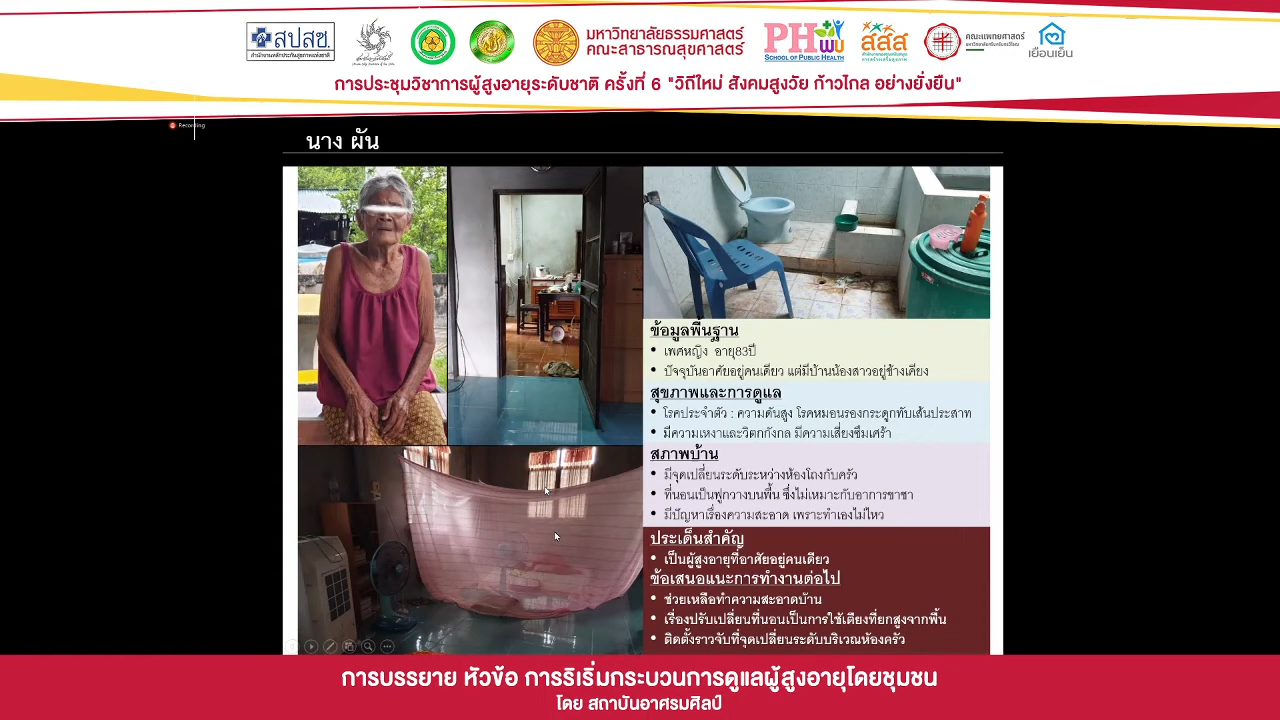 สปสช.
สำนักงานหลักประกันสุขภาพแห่งชาติ
มหาวิทยาลัยธรรมศาสตร์
คณะสาธารณสุขศาสตร์
PH
WU
SCHOOL OF PUBLIC HEALTH
สสส
คณะแพทยศาสตร์
เยือนเย็น
การประชุมวิชาการผู้สูงอายุระดับชาติ ครั้งที่ 6 "วิถีใหม่ สังคมสูงวัย ก้าวไกล อย่างยั่งยืน"
Recording
นาง ผัน
ข้อมูลพื้นฐาน
• เพศหญิง อายุ83ปี
• ปัจจุบันอาศัยอยู่คนเดียว แต่มีบ้านน้องสาวอยู่ข้างเคียง
สุขภาพและการดูแล
• โรคประจำตัว : ความดันสูง โรคหมอนรองกระดูกทับเส้นประสาท
• มีความเหงาและวิตกกังกล มีความเสี่ยงซึมเศร้า
สภาพบ้าน
• มีจุดเปลี่ยนระดับระหว่างห้องโถงกับครัว
• ที่นอนเป็นฟูกวางบนพื้น ซึ่งไม่เหมาะกับอาการขาชา
• มีปัญหาเรื่องความสะอาด เพราะทำเองไม่ไหว
ประเด็นสำคัญ
• เป็นผู้สูงอายุที่อาศัยอยู่คนเดียว
ข้อเสนอแนะการทำงานต่อไป
• ช่วยเหลือทำความสะอาดบ้าน
• เรื่องปรับเปลี่ยนที่นอนเป็นการใช้เตียงที่ยกสูงจากพื้น
• ติดตั้งราวจับที่จุดเปลี่ยนระดับบริเวณห้องครัว
การบรรยาย หัวข้อ การริเริ่มกระบวนการดูแลผู้สูงอายุโดยชุมชน
โดย สถาบันอาศรมศิลป์